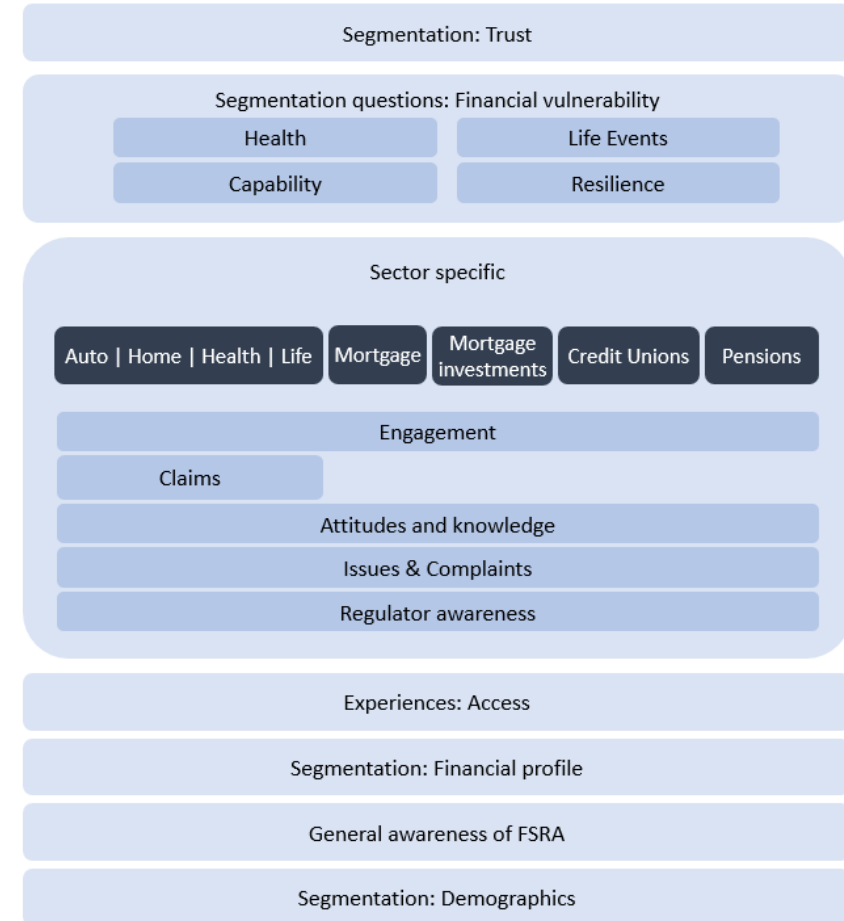 Segmentation: Trust
Segmentation questions: Financial vulnerability
Health
Life Events
Capability
Resilience
Sector specific
Auto | Home | Health | Life
Mortgage
Mortgage
investments
Credit Unions
Pensions
Engagement
Claims
Attitudes and knowledge
Issues & Complaints
Regulator awareness
Experiences: Access
Segmentation: Financial profile
General awareness of FSRA
Segmentation: Demographics